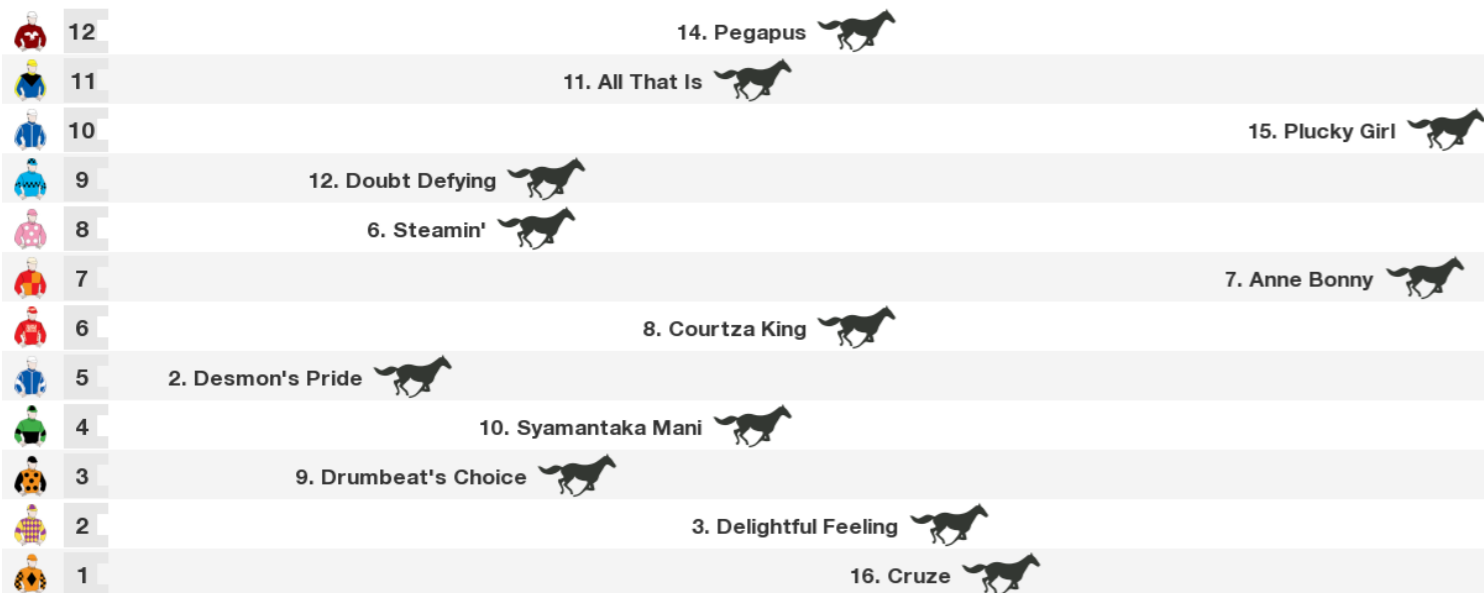 12 14. Pegapus
11 11. All That Is
10 15. Plucky Girl
9 12. Doubt Defying
8 6. Steamin'
7 7. Anne Bonny
6 8. Courtza King
5 2. Desmon's Pride
4 10. Syamantaka Mani
3 9. Drumbeat's Choice
2 3. Delightful Feeling
1 16. Cruze